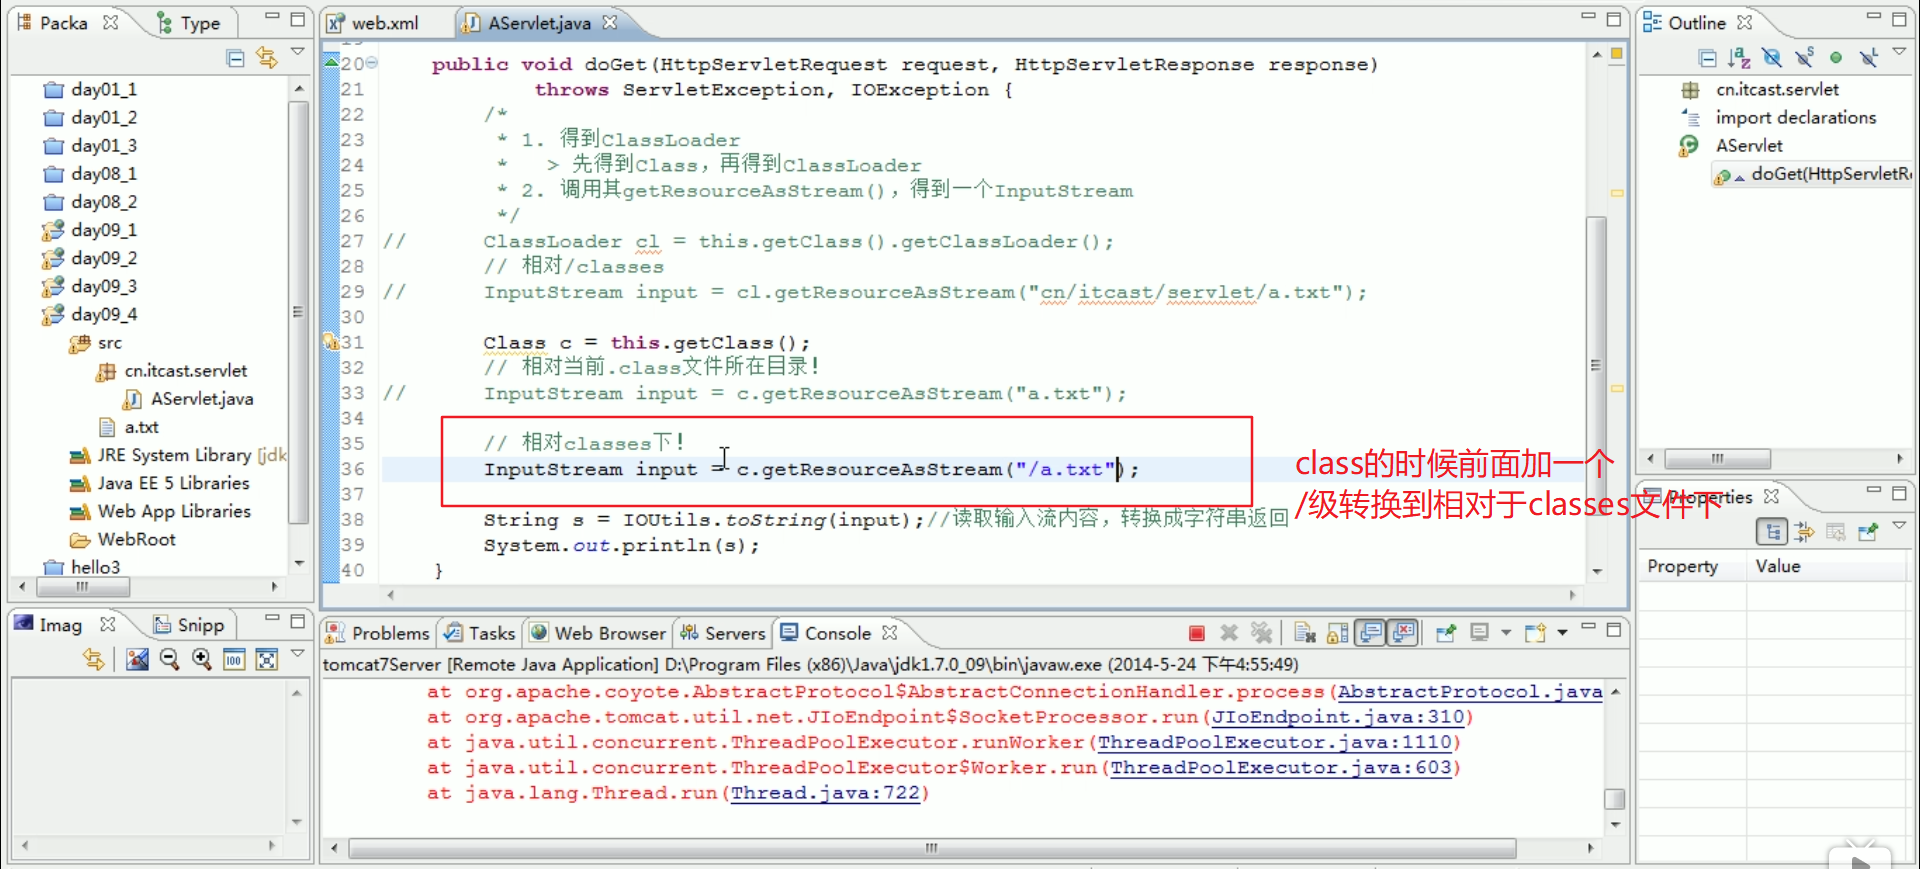 Packa
Type
day01_1
day01_2
day01_3
day08_1
day08_2
day09_1
day09_2
day09_3
day09_4
src
cn.itcast.servlet
AServlet.java
a.txt
JRE System Library [jdk
Java EE 5 Libraries
Web App Libraries
WebRoot
hello3
Imag
Snipp
web.xml
AServlet.java
20 public void doGet(HttpServletRequest request, HttpServletResponse response)
21 throws ServletException, IOException {
22 /*
23 * 1. 得到ClassLoader
24 * > 先得到Class，再得到ClassLoader
25 * 2. 调用其getResourceAsStream()，得到一个InputStream
26 */
27 // ClassLoader cl = this.getClass().getClassLoader();
28 // 相对/classes
29 // InputStream input = cl.getResourceAsStream("cn/itcast/servlet/a.txt");
30
31 Class c = this.getClass();
32 // 相对当前.class文件所在目录！
33 // InputStream input = c.getResourceAsStream("a.txt");
34
35 // 相对classes下！
36 InputStream input = c.getResourceAsStream("/a.txt");
37
38 String s = IOUtils.toString(input);//读取输入流内容，转换成字符串返回
39 System.out.println(s);
40 }
class的时候前面加一个
/级转换到相对于classes文件下
Problems
Tasks
Web Browser
Servers
Console
tomcat7Server [Remote Java Application] D:\Program Files (x86)\Java\jdk1.7.0_09\bin\javaw.exe (2014-5-24 下午4:55:49)
at org.apache.coyote.AbstractProtocol$AbstractConnectionHandler.process(AbstractProtocol.java
at org.apache.tomcat.util.net.JIoEndpoint$SocketProcessor.run(JIoEndpoint.java:310)
at java.util.concurrent.ThreadPoolExecutor.runWorker(ThreadPoolExecutor.java:1110)
at java.util.concurrent.ThreadPoolExecutor$Worker.run(ThreadPoolExecutor.java:603)
at java.lang.Thread.run(Thread.java:722)
Outline
cn.itcast.servlet
import declarations
AServlet
doGet(HttpServletRe
Properties
Property
Value